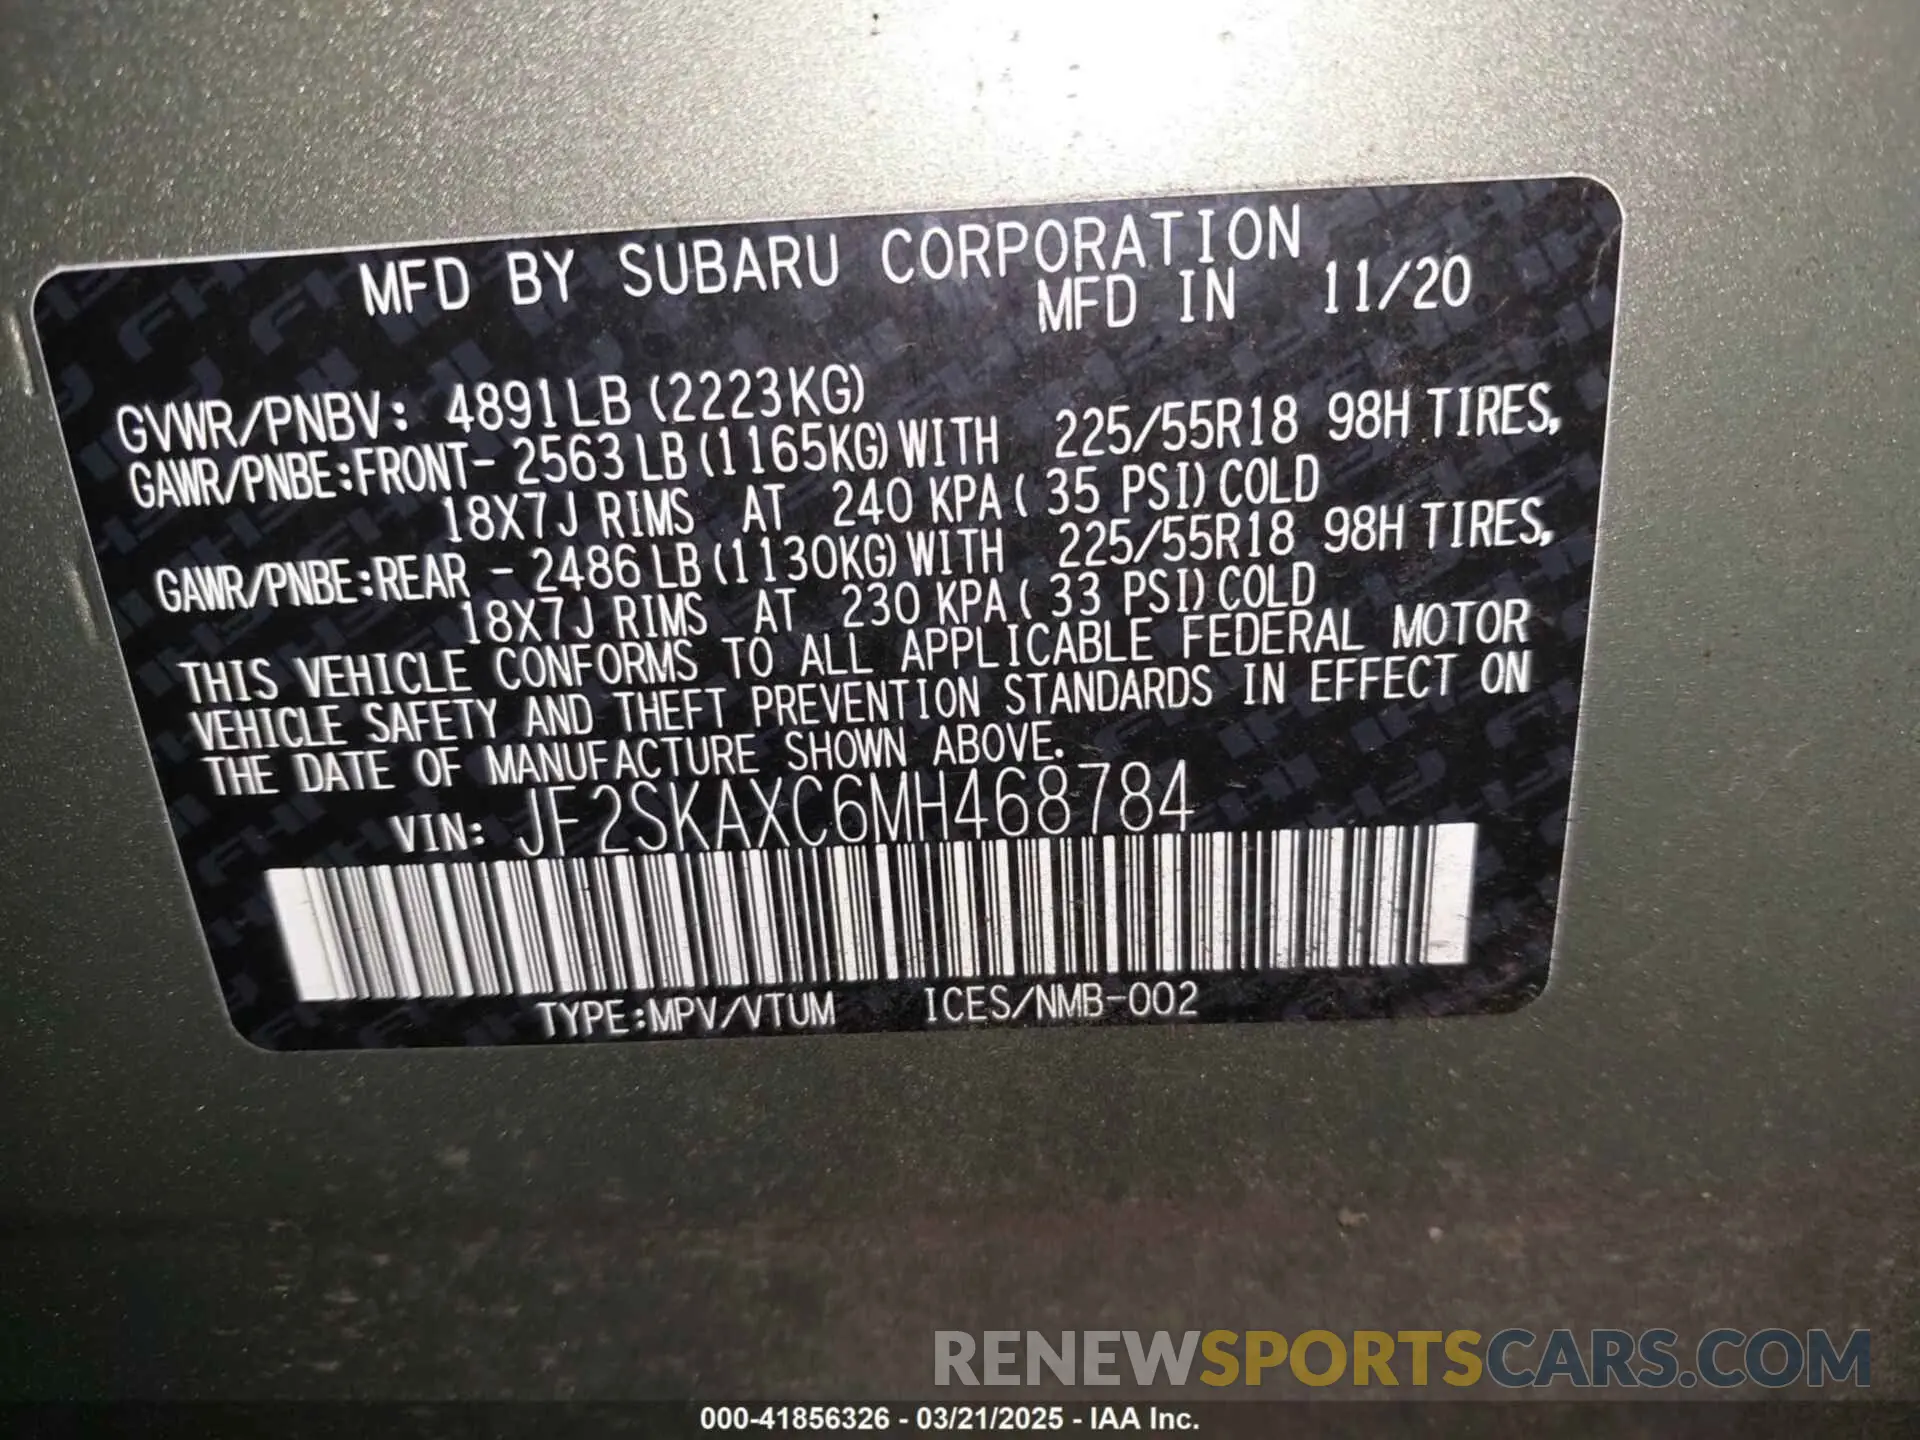 MFD BY SUBARU CORPORATION
MFD IN 11/20
GVWR/PNBV: 4891LB (2223KG)
GAWR/PNBE:FRONT- 2563LB (1165KG) WITH 225/55R18 98H TIRES,
18X7J RIMS AT 240 KPA ( 35 PSI) COLD
GAWR/PNBE:REAR - 2486LB (1130KG) WITH 225/55R18 98H TIRES,
18X7J RIMS AT 230 KPA ( 33 PSI) COLD
THIS VEHICLE CONFORMS TO ALL APPLICABLE FEDERAL MOTOR
VEHICLE SAFETY AND THEFT PREVENTION STANDARDS IN EFFECT ON
THE DATE OF MANUFACTURE SHOWN ABOVE.
VIN: JF2SKAXC6MH468784
TYPE:MPV/VTUM ICES/NMB-002
RENEWSPORTSCARS.COM
000-41856326 - 03/21/2025 - IAA Inc.